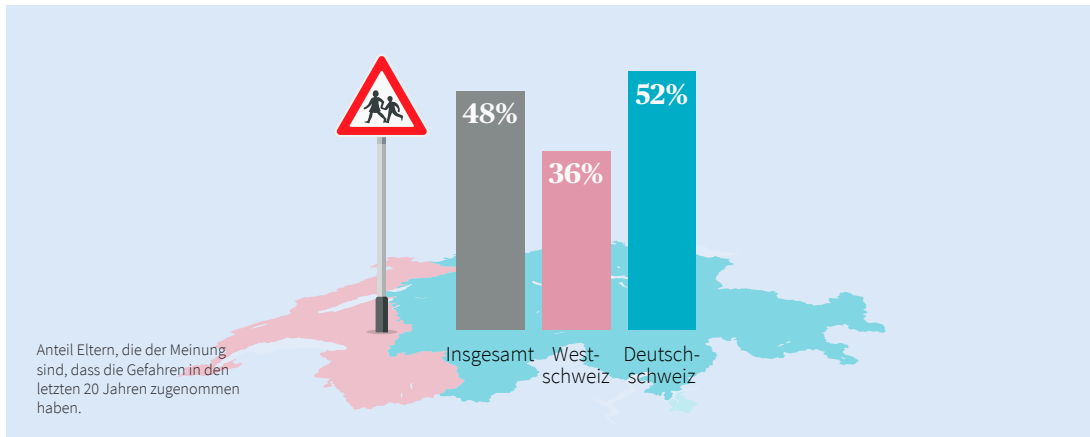 48%
36%
52%
Insgesamt
West-
schweiz
Deutsch-
schweiz
Anteil Eltern, die der Meinung
sind, dass die Gefahren in den
letzten 20 Jahren zugenommen
haben.